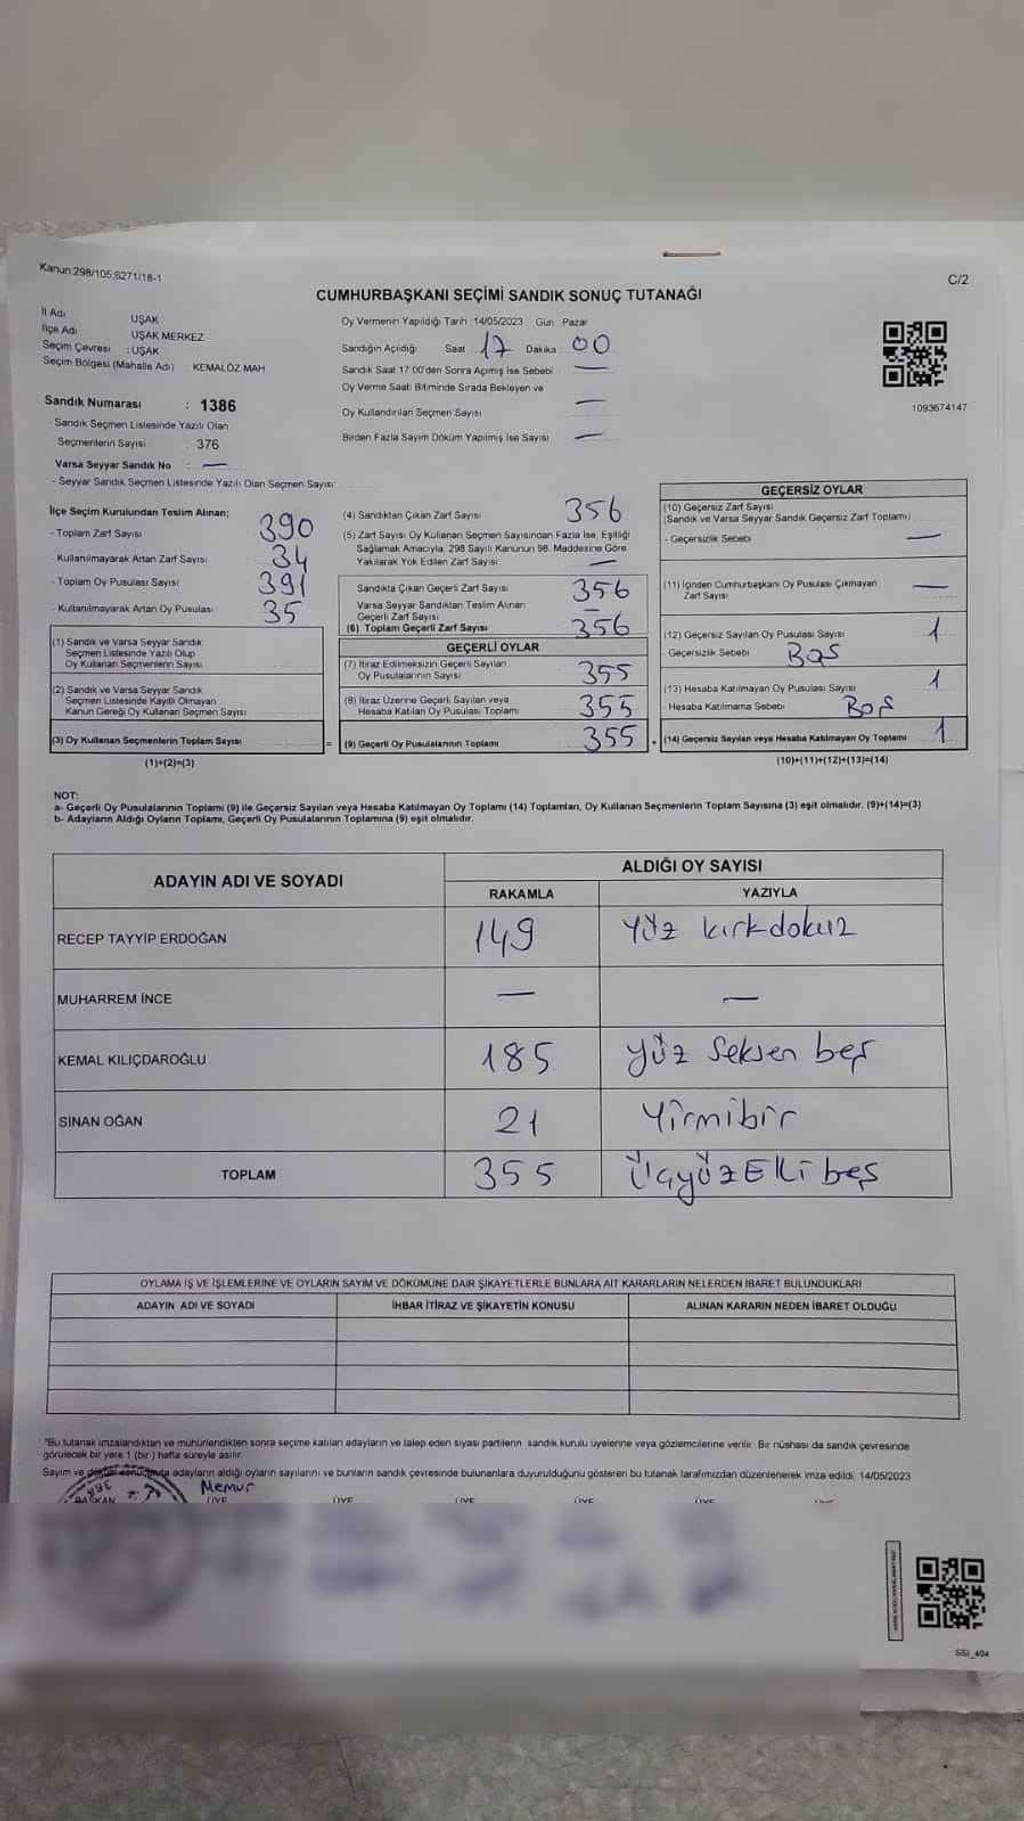 Kanun:298/105;6271/18-1
C/2
CUMHURBAŞKANI SEÇİMİ SANDIK SONUÇ TUTANAĞI
İl Adı UŞAK
İlçe Adı UŞAK MERKEZ
Seçim Çevresi : UŞAK
Seçim Bölgesi (Mahalle Adı) KEMALÖZ MAH
Sandık Numarası : 1386
Sandık Seçmen Listesinde Yazılı Olan
Seçmenlerin Sayısı 376
Varsa Seyyar Sandık No : —
- Seyyar Sandık Seçmen Listesinde Yazılı Olan Seçmen Sayısı
Oy Vermenin Yapıldığı Tarih 14/05/2023 Gün Pazar
Sandığın Açıldığı Saat 17 Dakika 00
Sandık Saat 17 00'den Sonra Açımış İse Sebebi —
Oy Verme Saati Bitiminde Sırada Bekleyen ve
Oy Kullandırılan Seçmen Sayısı —
Birden Fazla Sayım Döküm Yapılmış İse Sayısı —
1093674147
İlçe Seçim Kurulundan Teslim Alınan;
- Toplam Zarf Sayısı 390
- Kullanılmayarak Artan Zarf Sayısı 34
- Toplam Oy Pusulası Sayısı 391
- Kullanılmayarak Artan Oy Pusulası 35
(1) Sandık ve Varsa Seyyar Sandık
Seçmen Listesinde Yazılı Olup
Oy Kullanan Seçmenlerin Sayısı
(2) Sandık ve Varsa Seyyar Sandık
Seçmen Listesinde Kayıtlı Olmayan
Kanun Gereği Oy Kullanan Seçmen Sayısı
(3) Oy Kullanan Seçmenlerin Toplam Sayısı
(1)+(2)=(3)
(4) Sandıktan Çıkan Zarf Sayısı 356
(5) Zarf Sayısı Oy Kullanan Seçmen Sayısından Fazla İse, Eşitliği
Sağlamak Amacıyla, 298 Sayılı Kanunun 98. Maddesine Göre
Yakılarak Yok Edilen Zarf Sayısı —
Sandıkta Çıkan Geçerli Zarf Sayısı 356
Varsa Seyyar Sandıktan Teslim Alınan
Geçerli Zarf Sayısı —
(6) Toplam Geçerli Zarf Sayısı 356
GEÇERLİ OYLAR
(7) İtiraz Edilmeksizin Geçerli Sayılan
Oy Pusulalarının Sayısı 355
(8) İtiraz Üzerine Geçerli Sayılan veya
Hesaba Katılan Oy Pusulası Toplamı 355
= (9) Geçerli Oy Pusulalarının Toplamı 355
GEÇERSİZ OYLAR
(10) Geçersiz Zarf Sayısı
(Sandık ve Varsa Seyyar Sandık Geçersiz Zarf Toplamı)
- Geçersizlik Sebebi —
(11) İçinden Cumhurbaşkanı Oy Pusulası Çıkmayan
Zarf Sayısı —
(12) Geçersiz Sayılan Oy Pusulası Sayısı 1
- Geçersizlik Sebebi Boş
(13) Hesaba Katılmayan Oy Pusulası Sayısı 1
- Hesaba Katılmama Sebebi Boş
+ (14) Geçersiz Sayılan veya Hesaba Katılmayan Oy Toplamı 1
(10)+(11)+(12)+(13)=(14)
NOT:
a- Geçerli Oy Pusulalarının Toplamı (9) ile Geçersiz Sayılan veya Hesaba Katılmayan Oy Toplamı (14) Toplamları, Oy Kullanan Seçmenlerin Toplam Sayısına (3) eşit olmalıdır. (9)+(14)=(3)
b- Adayların Aldığı Oyların Toplamı, Geçerli Oy Pusulalarının Toplamına (9) eşit olmalıdır.
ADAYIN ADI VE SOYADI ALDIĞI OY SAYISI
RAKAMLA YAZIYLA
RECEP TAYYİP ERDOĞAN 149 Yüz kırkdokuz
MUHARREM İNCE — —
KEMAL KILIÇDAROĞLU 185 Yüz seksen beş
SİNAN OĞAN 21 Yirmibir
TOPLAM 355 ÜçyüzElli beş
OYLAMA İŞ VE İŞLEMLERİNE VE OYLARIN SAYIM VE DÖKÜMÜNE DAİR ŞİKAYETLERLE BUNLARA AİT KARARLARIN NELERDEN İBARET BULUNDUKLARI
ADAYIN ADI VE SOYADI İHBAR İTİRAZ VE ŞİKAYETİN KONUSU ALINAN KARARIN NEDEN İBARET OLDUĞU
"Bu tutanak imzalandıktan ve mühürlendikten sonra seçime katılan adayların ve talep eden siyasi partilerin sandık kurulu üyelerine veya gözlemcilerine verilir. Bir nüshası da sandık çevresinde
görülecek bir yere 1 (bir) hafta süreyle asılır.
Sayım ve döküm sonucunda adayların aldığı oyların sayılarını ve bunların sandık çevresinde bulunanlara duyurulduğunu gösteren bu tutanak tarafımızdan düzenlenerek imza edildi. 14/05/2023
Memur
BAŞKAN ÜYE ÜYE ÜYE ÜYE ÜYE
SSI_404